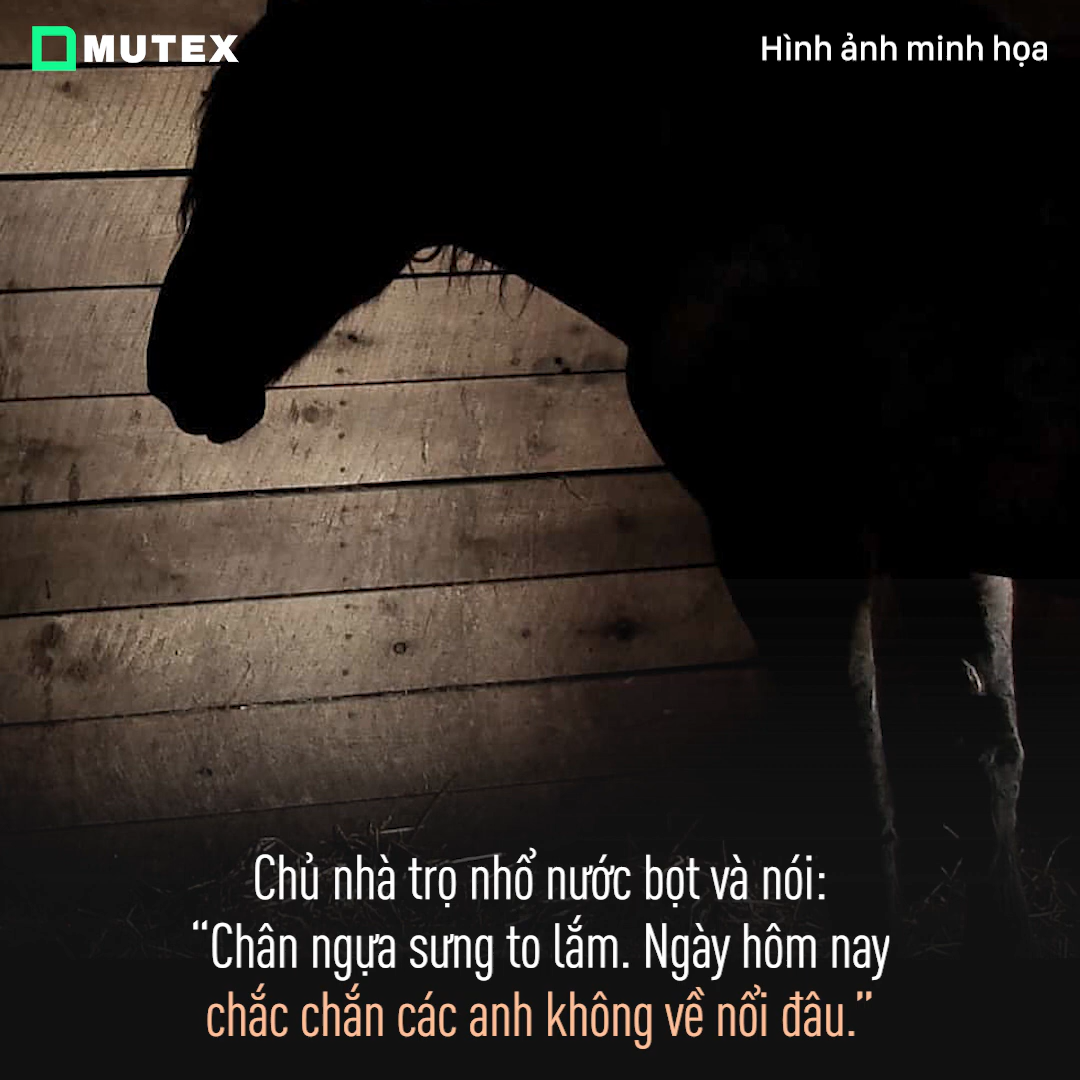 MUTEX
Hình ảnh minh họa
Chủ nhà trọ nhổ nước bọt và nói:
“Chân ngựa sưng to lắm. Ngày hôm nay
chắc chắn các anh không về nổi đâu.”